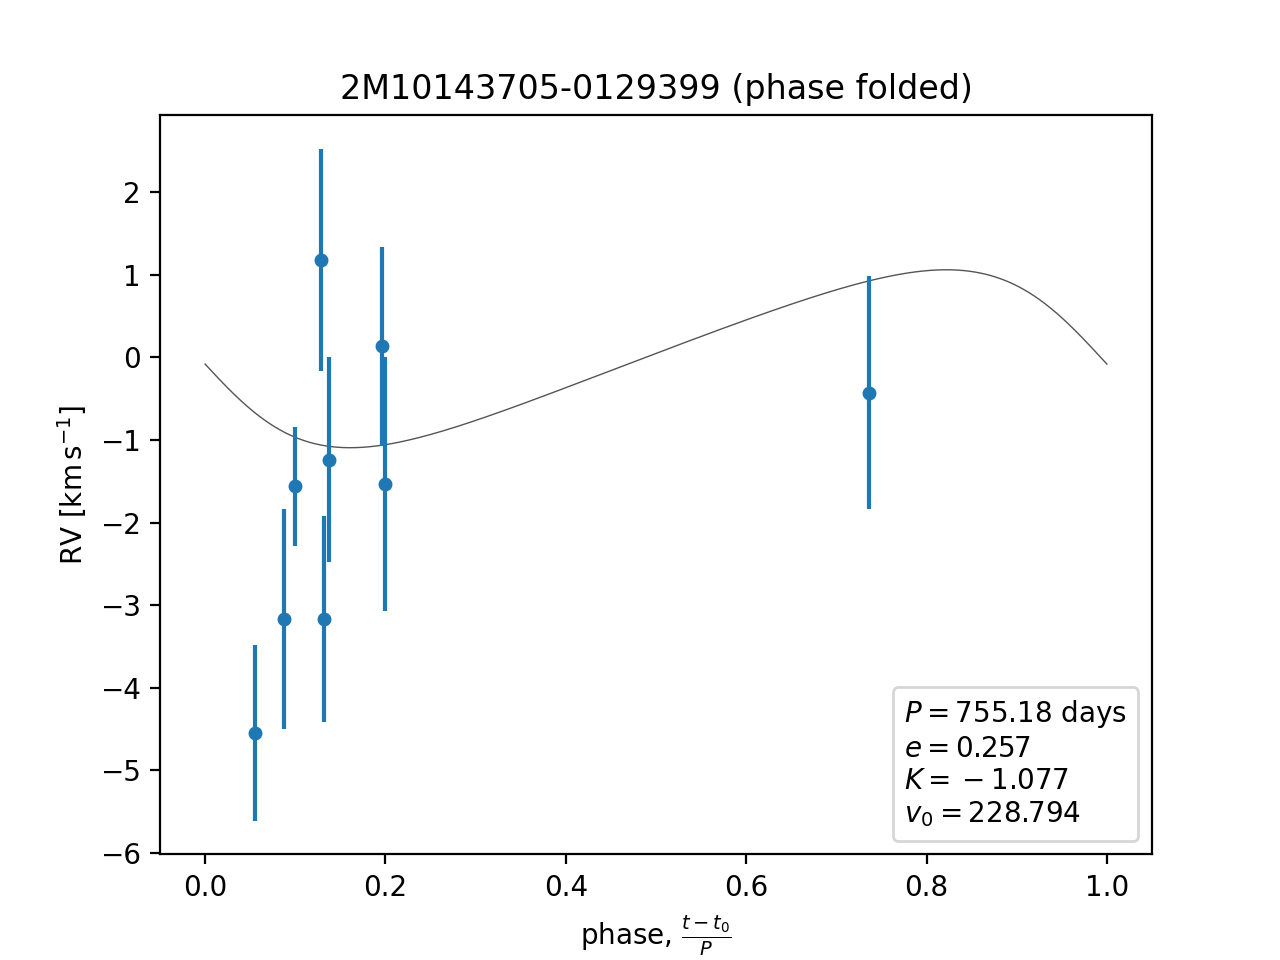 2M10143705-0129399 (phase folded)
RV [km s⁻¹]
2
1
0
−1
−2
−3
−4
−5
−6
P = 755.18 days
e = 0.257
K = −1.077
v₀ = 228.794
0.0 0.2 0.4 0.6 0.8 1.0
phase, (t − t₀)/P